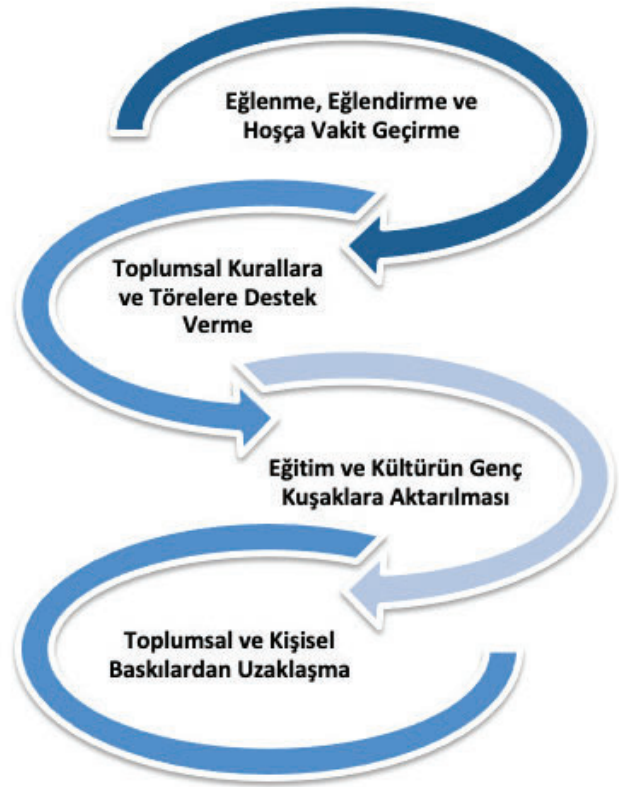 Eğlenme, Eğlendirme ve
Hoşça Vakit Geçirme
Toplumsal Kurallara
ve Törelere Destek
Verme
Eğitim ve Kültürün Genç
Kuşaklara Aktarılması
Toplumsal ve Kişisel
Baskılardan Uzaklaşma